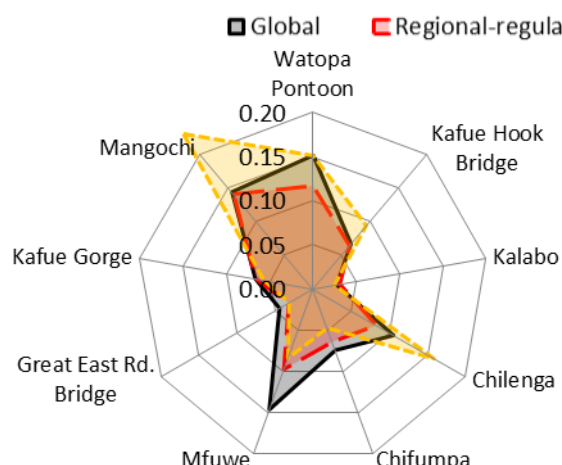 Global
Regional-regula
Watopa
Pontoon
0.20
Kafue Hook
Bridge
Mangochi
0.15
0.10
Kafue Gorge
Kalabo
0.05
0.00
Great East Rd.
Bridge
Chilenga
Mfuwe
Chifumpa